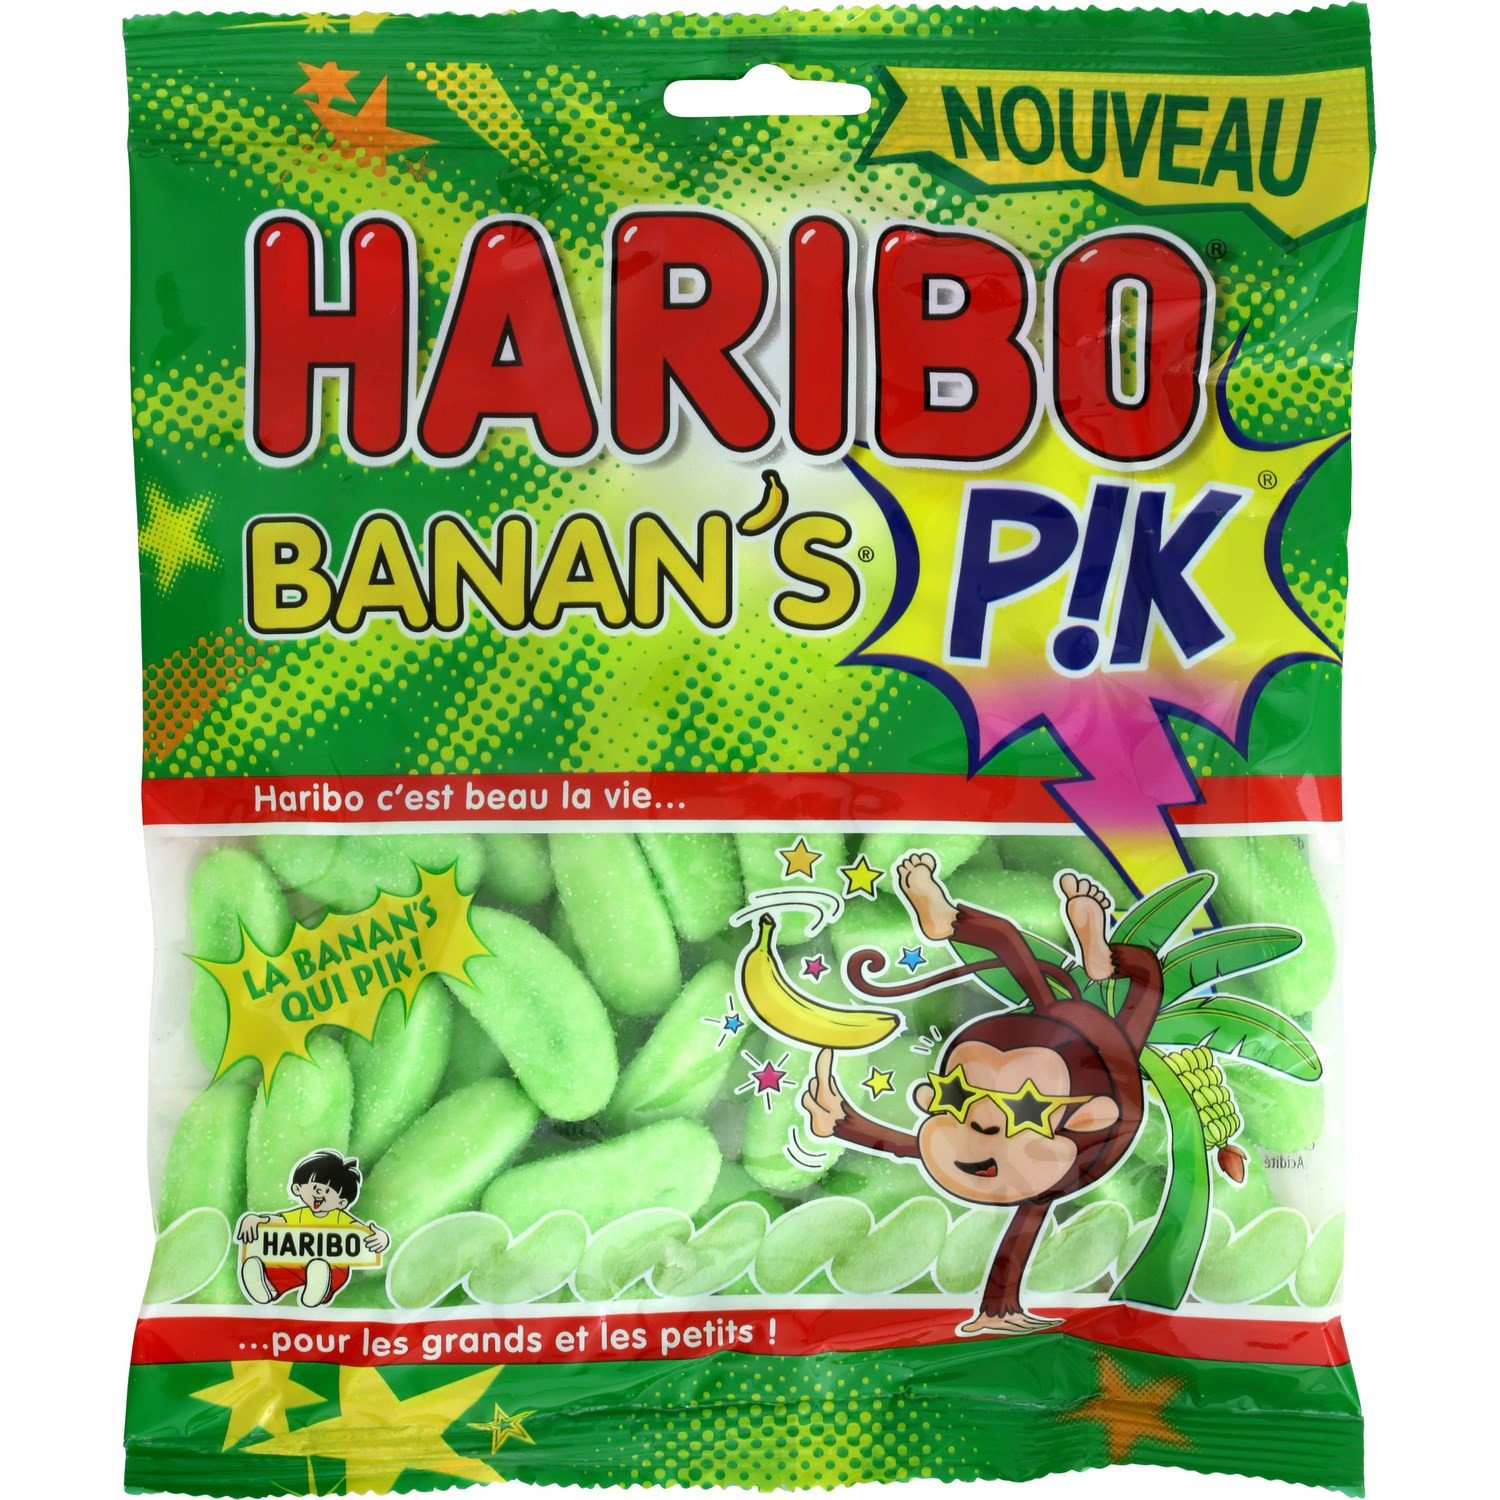 NOUVEAU
HARIBO®
BANAN'S®
P!K®
Haribo c'est beau la vie...
LA BANAN'S
QUI PIK!
Acidité
HARIBO
...pour les grands et les petits !